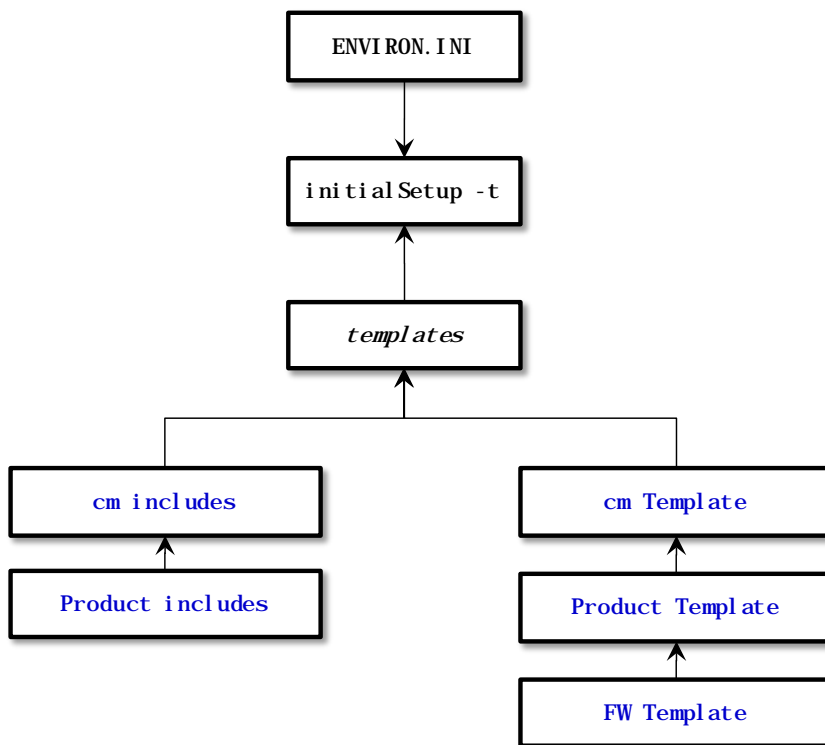 ENVIRON.INI
initialSetup -t
templates
cm includes
cm Template
Product includes
Product Template
FW Template